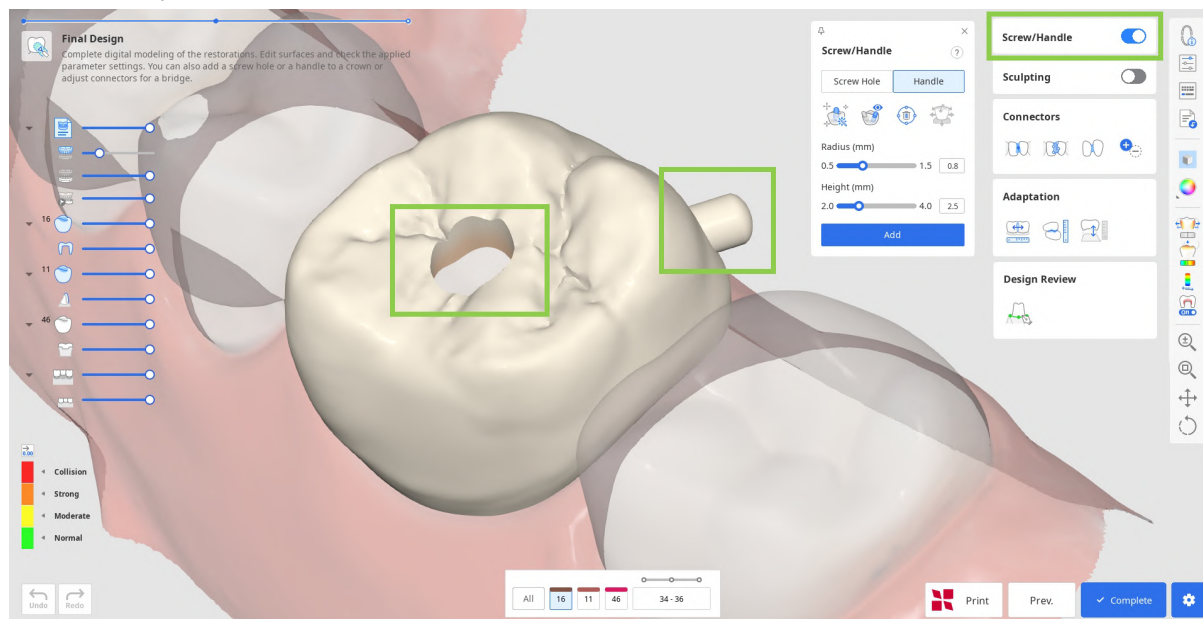 Final Design
Complete digital modeling of the restorations. Edit surfaces and check the applied
parameter settings. You can also add a screw hole or a handle to a crown or
adjust connectors for a bridge.
16
11
46
0.00
Collision
Strong
Moderate
Normal
Undo
Redo
All
16
11
46
34 - 36
Screw/Handle
?
Screw Hole
Handle
Radius (mm)
0.5
1.5
0.8
Height (mm)
2.0
4.0
2.5
Add
Screw/Handle
Sculpting
Connectors
Adaptation
Design Review
on
Print
Prev.
Complete